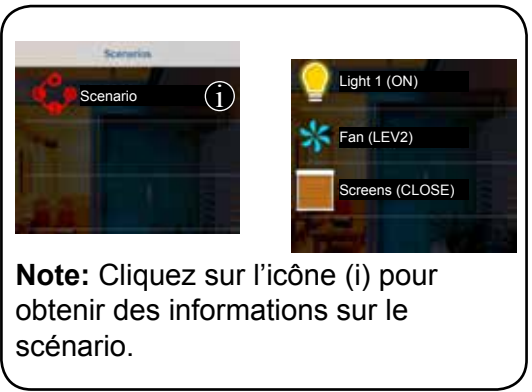 Scenarios
Scenario
i
Light 1 (ON)
Fan (LEV2)
Screens (CLOSE)
Note: Cliquez sur l’icône (i) pour
obtenir des informations sur le
scénario.